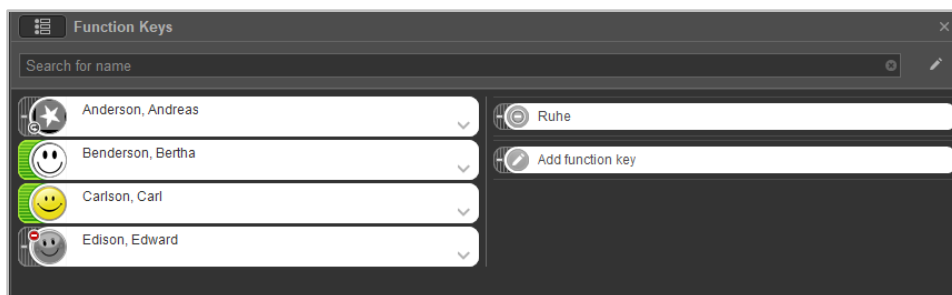 Function Keys
Search for name
Anderson, Andreas
Benderson, Bertha
Carlson, Carl
Edison, Edward
Ruhe
Add function key